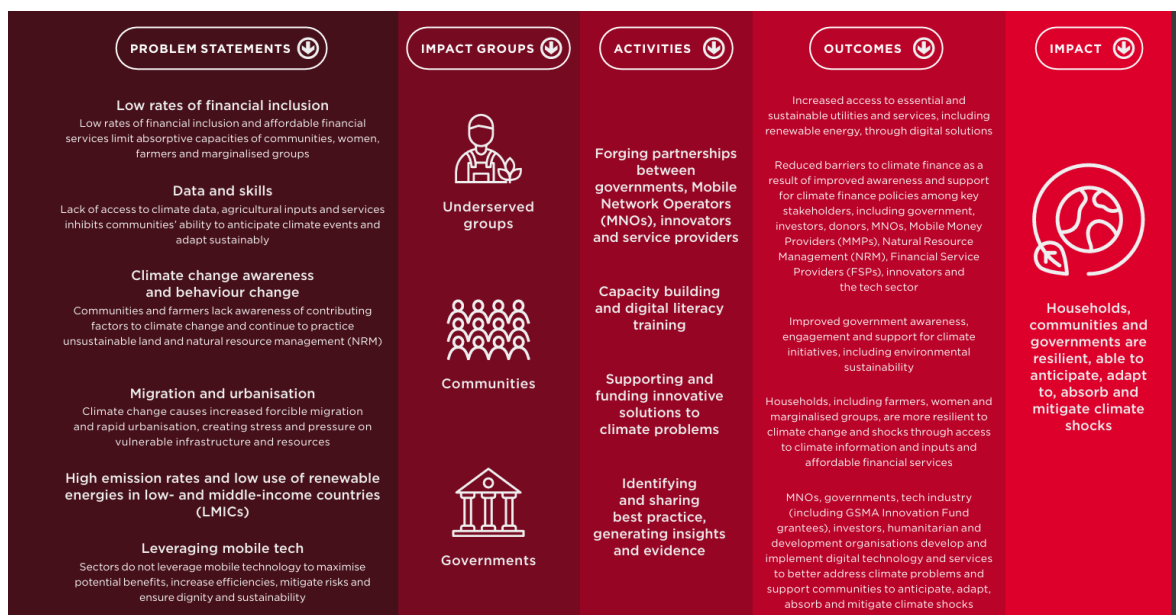 PROBLEM STATEMENTS
Low rates of financial inclusion
Low rates of financial inclusion and affordable financial
services limit absorptive capacities of communities, women,
farmers and marginalised groups
Data and skills
Lack of access to climate data, agricultural inputs and services
inhibits communities' ability to anticipate climate events and
adapt sustainably
Climate change awareness
and behaviour change
Communities and farmers lack awareness of contributing
factors to climate change and continue to practice
unsustainable land and natural resource management (NRM)
Migration and urbanisation
Climate change causes increased forcible migration
and rapid urbanisation, creating stress and pressure on
vulnerable infrastructure and resources
High emission rates and low use of renewable
energies in low- and middle-income countries
(LMICs)
Leveraging mobile tech
Sectors do not leverage mobile technology to maximise
potential benefits, increase efficiencies, mitigate risks and
ensure dignity and sustainability
IMPACT GROUPS
Underserved
groups
Communities
Governments
ACTIVITIES
Forging partnerships
between
governments, Mobile
Network Operators
(MNOs), innovators
and service providers
Capacity building
and digital literacy
training
Supporting and
funding innovative
solutions to
climate problems
Identifying
and sharing
best practice,
generating insights
and evidence
OUTCOMES
Increased access to essential and
sustainable utilities and services, including
renewable energy, through digital solutions
Reduced barriers to climate finance as a
result of improved awareness and support
for climate finance policies among key
stakeholders, including government,
investors, donors, MNOs, Mobile Money
Providers (MMPs), Natural Resource
Management (NRM), Financial Service
Providers (FSPs), innovators and
the tech sector
Improved government awareness,
engagement and support for climate
initiatives, including environmental
sustainability
Households, including farmers, women and
marginalised groups, are more resilient to
climate change and shocks through access
to climate information and inputs and
affordable financial services
MNOs, governments, tech industry
(including GSMA Innovation Fund
grantees), investors, humanitarian and
development organisations develop and
implement digital technology and services
to better address climate problems and
support communities to anticipate, adapt,
absorb and mitigate climate shocks
IMPACT
Households,
communities and
governments are
resilient, able to
anticipate, adapt
to, absorb and
mitigate climate
shocks